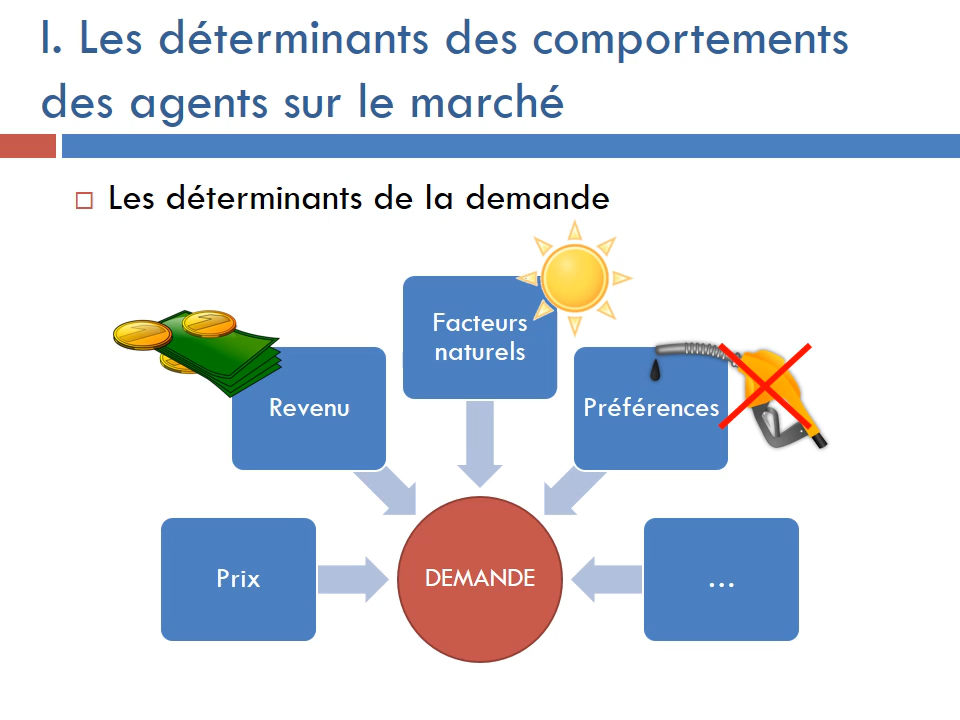 I. Les déterminants des comportements
des agents sur le marché
Les déterminants de la demande
Facteurs
naturels
Revenu
Préférences
Prix
DEMANDE
...